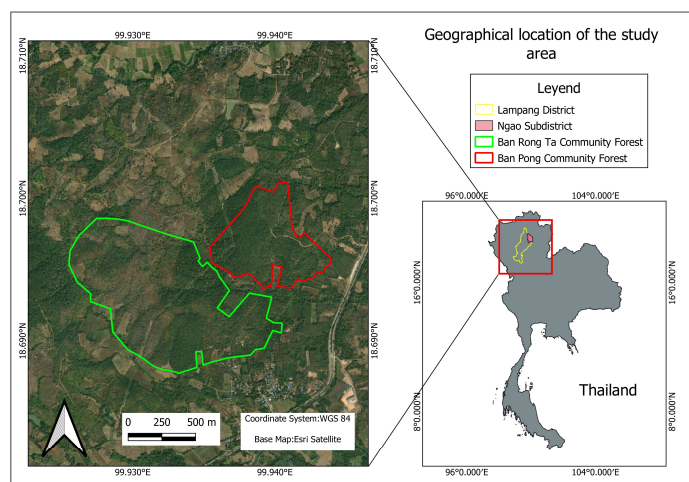 Geographical location of the study
area
99.930°E
99.940°E
18.710°N
18.710°N
18.700°N
18.700°N
18.690°N
18.690°N
99.930°E
99.940°E
0 250 500 m
Coordinate System:WGS 84
Base Map:Esri Satellite
Leyend
Lampang District
Ngao Subdistrict
Ban Rong Ta Community Forest
Ban Pong Community Forest
96°0.000'E
104°0.000'E
16°0.000'N
16°0.000'N
8°0.000'N
8°0.000'N
Thailand
96°0.000'E
104°0.000'E